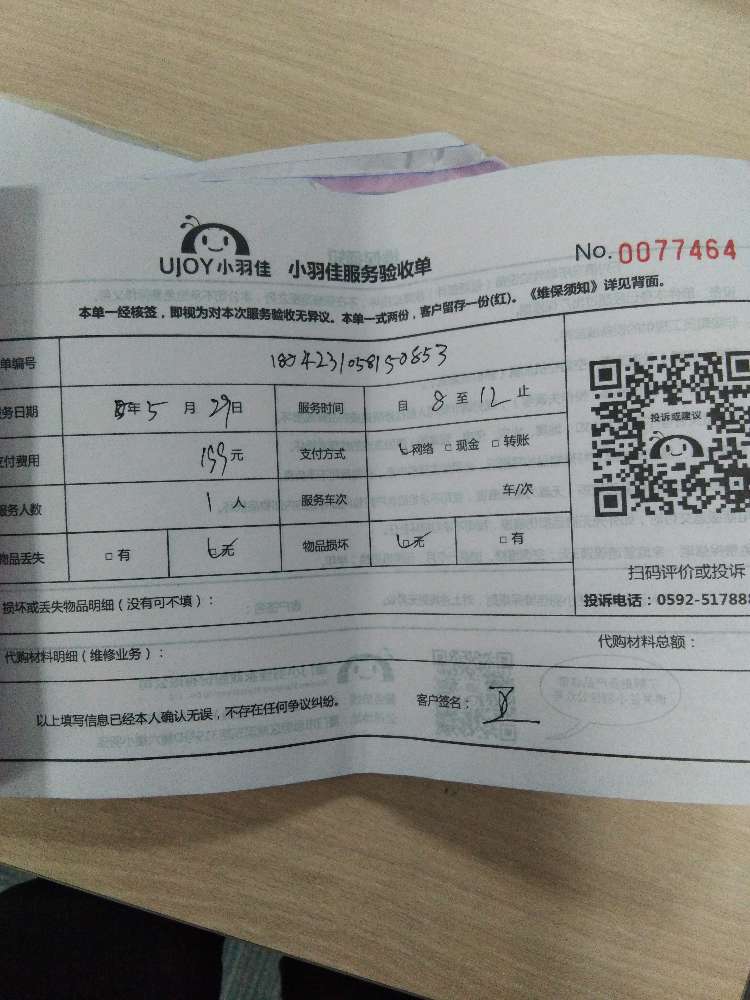 UJOY小羽佳 小羽佳服务验收单
No. 0077464
本单一经核签，即视为对本次服务验收无异议。本单一式两份，客户留存一份(红)。《维保须知》详见背面。
单编号 1804231058150853
务日期 年 5 月 29日 服务时间 自 8 至 12 止
支付费用 199元 支付方式 网络 □ 现金 □ 转账
服务人数 1 人 服务车次 车/次
物品丢失 □ 有 无 物品损坏 无 □ 有
投诉或建议
扫码评价或投诉
投诉电话：0592-517888
损坏或丢失物品明细（没有可不填）：
代购材料明细（维修业务）：
代购材料总额：
以上填写信息已经本人确认无误，不存在任何争议纠纷。 客户签名：